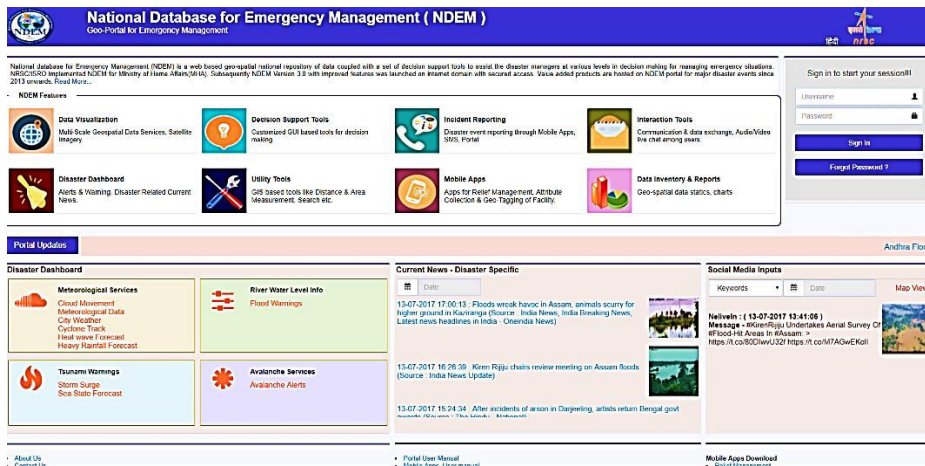 NDEM
National Database for Emergency Management ( NDEM )
Geo-Portal for Emergency Management
हिंदी
nrsc
National database for Emergency Management (NDEM) is a web based geo-spatial national repository of data coupled with a set of decision support tools to assist the disaster managers at various levels in decision making for managing emergency situations.
NRSC/ISRO Implemented NDEM for Ministry of Home Affairs(MHA). Subsequently NDEM Version 3.0 with improved features was launched on internet domain with secured access. Value added products are hosted on NDEM portal for major disaster events since
2013 onwards. Read More...
NDEM Features
Data Visualization
Multi-Scale Geospatial Data Services, Satellite
Imagery
Decision Support Tools
Customized GUI based tools for decision
making
Incident Reporting
Disaster event reporting through Mobile Apps,
SMS, Portal
Interaction Tools
Communication & data exchange, Audio/Video
live chat among users.
Disaster Dashboard
Alerts & Warning, Disaster Related Current
News.
Utility Tools
GIS based tools like Distance & Area
Measurement, Search etc.
Mobile Apps
Apps for Relief Management, Attribute
Collection & Geo-Tagging of Facility.
Data Inventory & Reports
Geo-spatial data statics, charts
Sign in to start your session!!!
Username
Password
Sign In
Forgot Password ?
Portal Updates
Andhra Floo
Disaster Dashboard
Meteorological Services
Cloud Movement
Meteorological Data
City Weather
Cyclone Track
Heat wave Forecast
Heavy Rainfall Forecast
River Water Level Info
Flood Warnings
Tsunami Warnings
Storm Surge
Sea State Forecast
Avalanche Services
Avalanche Alerts
Current News - Disaster Specific
Date
13-07-2017 17:00:13 : Floods wreak havoc in Assam, animals scurry for
higher ground in Kaziranga (Source : India News, India Breaking News,
Latest news headlines in India - Oneindia News)
13-07-2017 16:26:39 : Kiren Rijiju chairs review meeting on Assam floods
(Source : India News Update)
13-07-2017 15:24:34 : After incidents of arson in Darjeeling, artists return Bengal govt
awards (Source : The Hindu - National)
Social Media Inputs
Keywords
Date
Map View
NeliveIn : ( 13-07-2017 13:41:06 )
Message - #KirenRijiju Undertakes Aerial Survey Of
#Flood-Hit Areas In #Assam: >
https://t.co/80DIwvU32f https://t.co/M7AGwEKoIl
About Us
Contact Us
Portal User Manual
Mobile Apps User manual
Mobile Apps Download
Relief Management